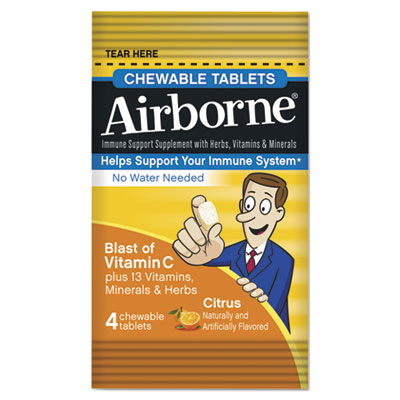 TEAR HERE
CHEWABLE TABLETS
Airborne®
Immune Support Supplement with Herbs, Vitamins & Minerals
Helps Support Your Immune System*
No Water Needed
Blast of
Vitamin C
plus 13 Vitamins,
Minerals & Herbs
4 chewable
tablets
Citrus
Naturally and
Artificially Flavored